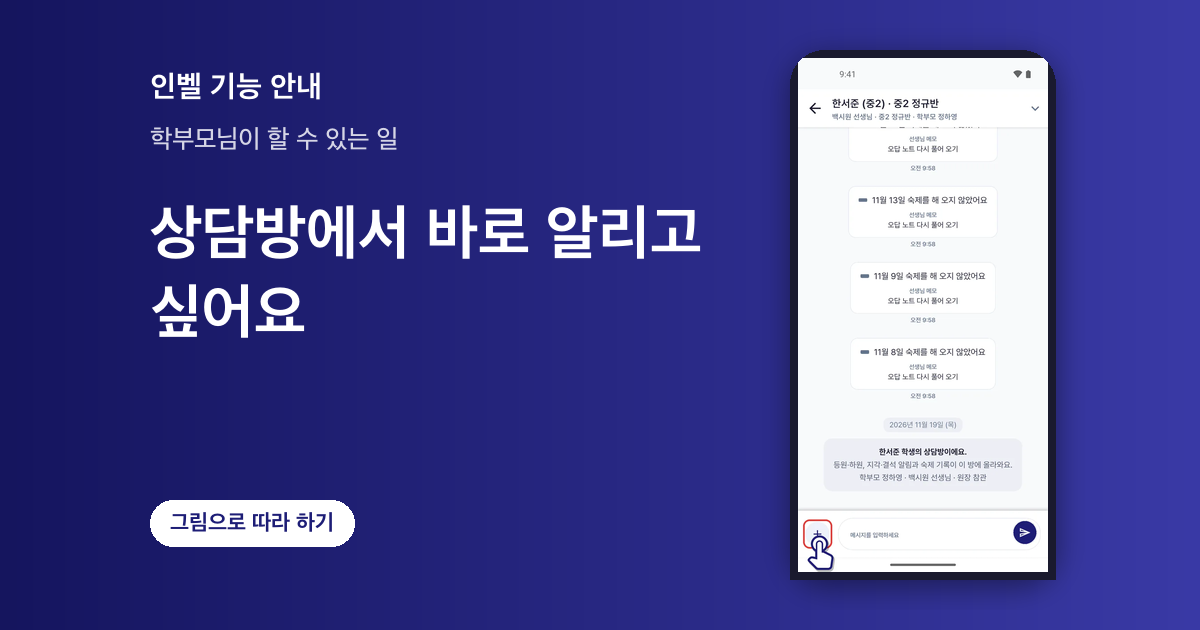 인벨 기능 안내
학부모님이 할 수 있는 일
상담방에서 바로 알리고
싶어요
그림으로 따라 하기
9:41
한서준 (중2) · 중2 정규반
백시원 선생님 · 중2 정규반 · 학부모 정하영
선생님 메모
오답 노트 다시 풀어 오기
오전 9:58
11월 13일 숙제를 해 오지 않았어요
선생님 메모
오답 노트 다시 풀어 오기
오전 9:58
11월 9일 숙제를 해 오지 않았어요
선생님 메모
오답 노트 다시 풀어 오기
오전 9:58
11월 8일 숙제를 해 오지 않았어요
선생님 메모
오답 노트 다시 풀어 오기
오전 9:58
2026년 11월 19일 (목)
한서준 학생의 상담방이에요.
등원·하원, 지각·결석 알림과 숙제 기록이 이 방에 올라와요.
학부모 정하영 · 백시원 선생님 · 원장 참관
메시지를 입력하세요